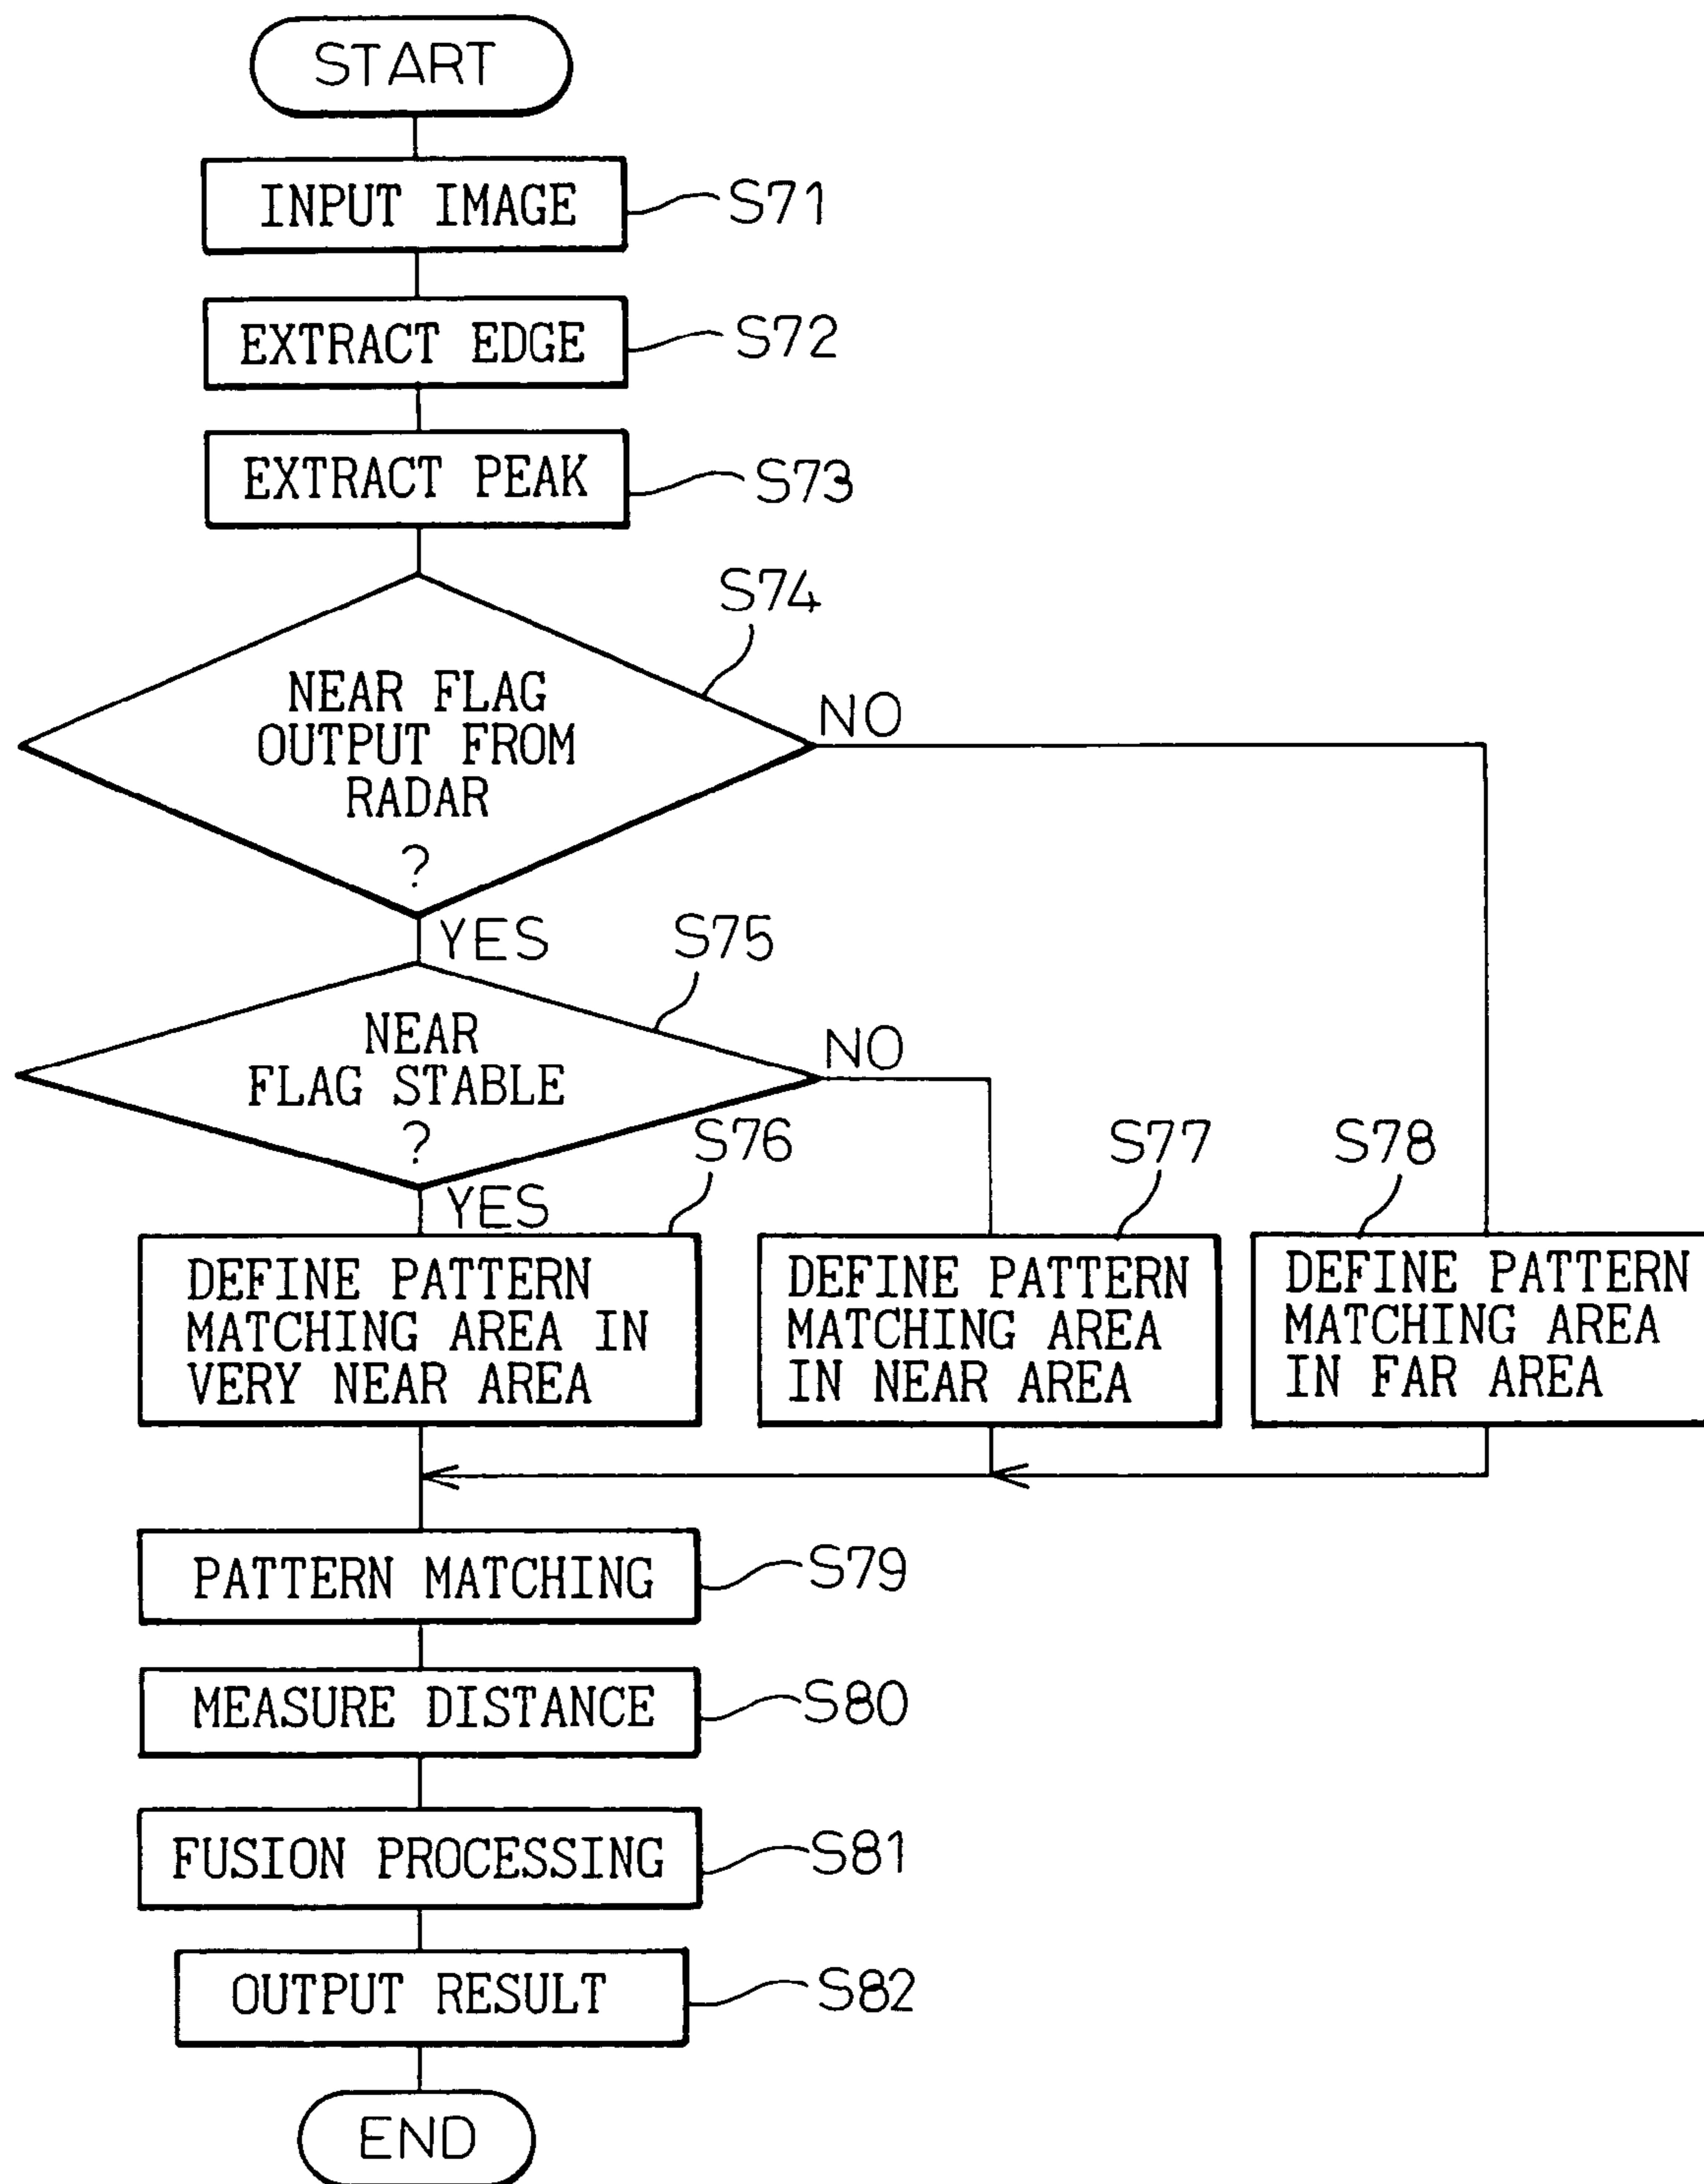 START
INPUT IMAGE
S71
EXTRACT EDGE
S72
EXTRACT PEAK
S73
S74
NEAR FLAG
OUTPUT FROM
RADAR
?
NO
YES
S75
NEAR
FLAG STABLE
?
NO
YES
S76
S77
S78
DEFINE PATTERN
MATCHING AREA IN
VERY NEAR AREA
DEFINE PATTERN
MATCHING AREA
IN NEAR AREA
DEFINE PATTERN
MATCHING AREA
IN FAR AREA
PATTERN MATCHING
S79
MEASURE DISTANCE
S80
FUSION PROCESSING
S81
OUTPUT RESULT
S82
END